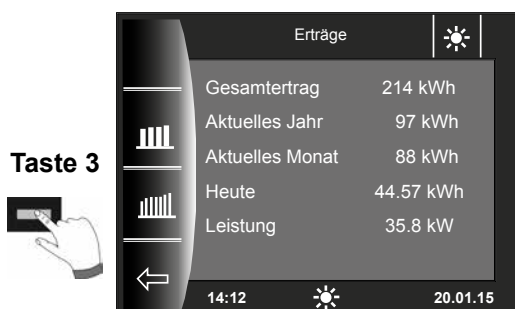 Erträge
Gesamtertrag 214 kWh
Aktuelles Jahr 97 kWh
Aktuelles Monat 88 kWh
Taste 3
Heute 44.57 kWh
Leistung 35.8 kW
14:12 20.01.15